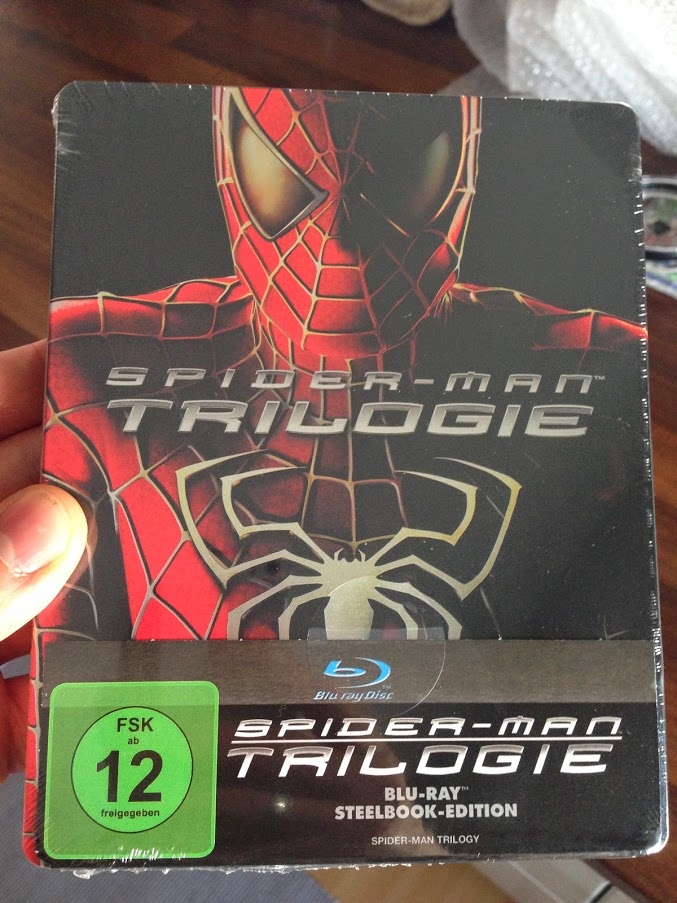 SPIDER-MAN™
TRILOGIE
Blu-ray Disc™
FSK
ab
12
freigegeben
SPIDER-MAN
TRILOGIE
BLU-RAY™
STEELBOOK-EDITION
SPIDER-MAN TRILOGY